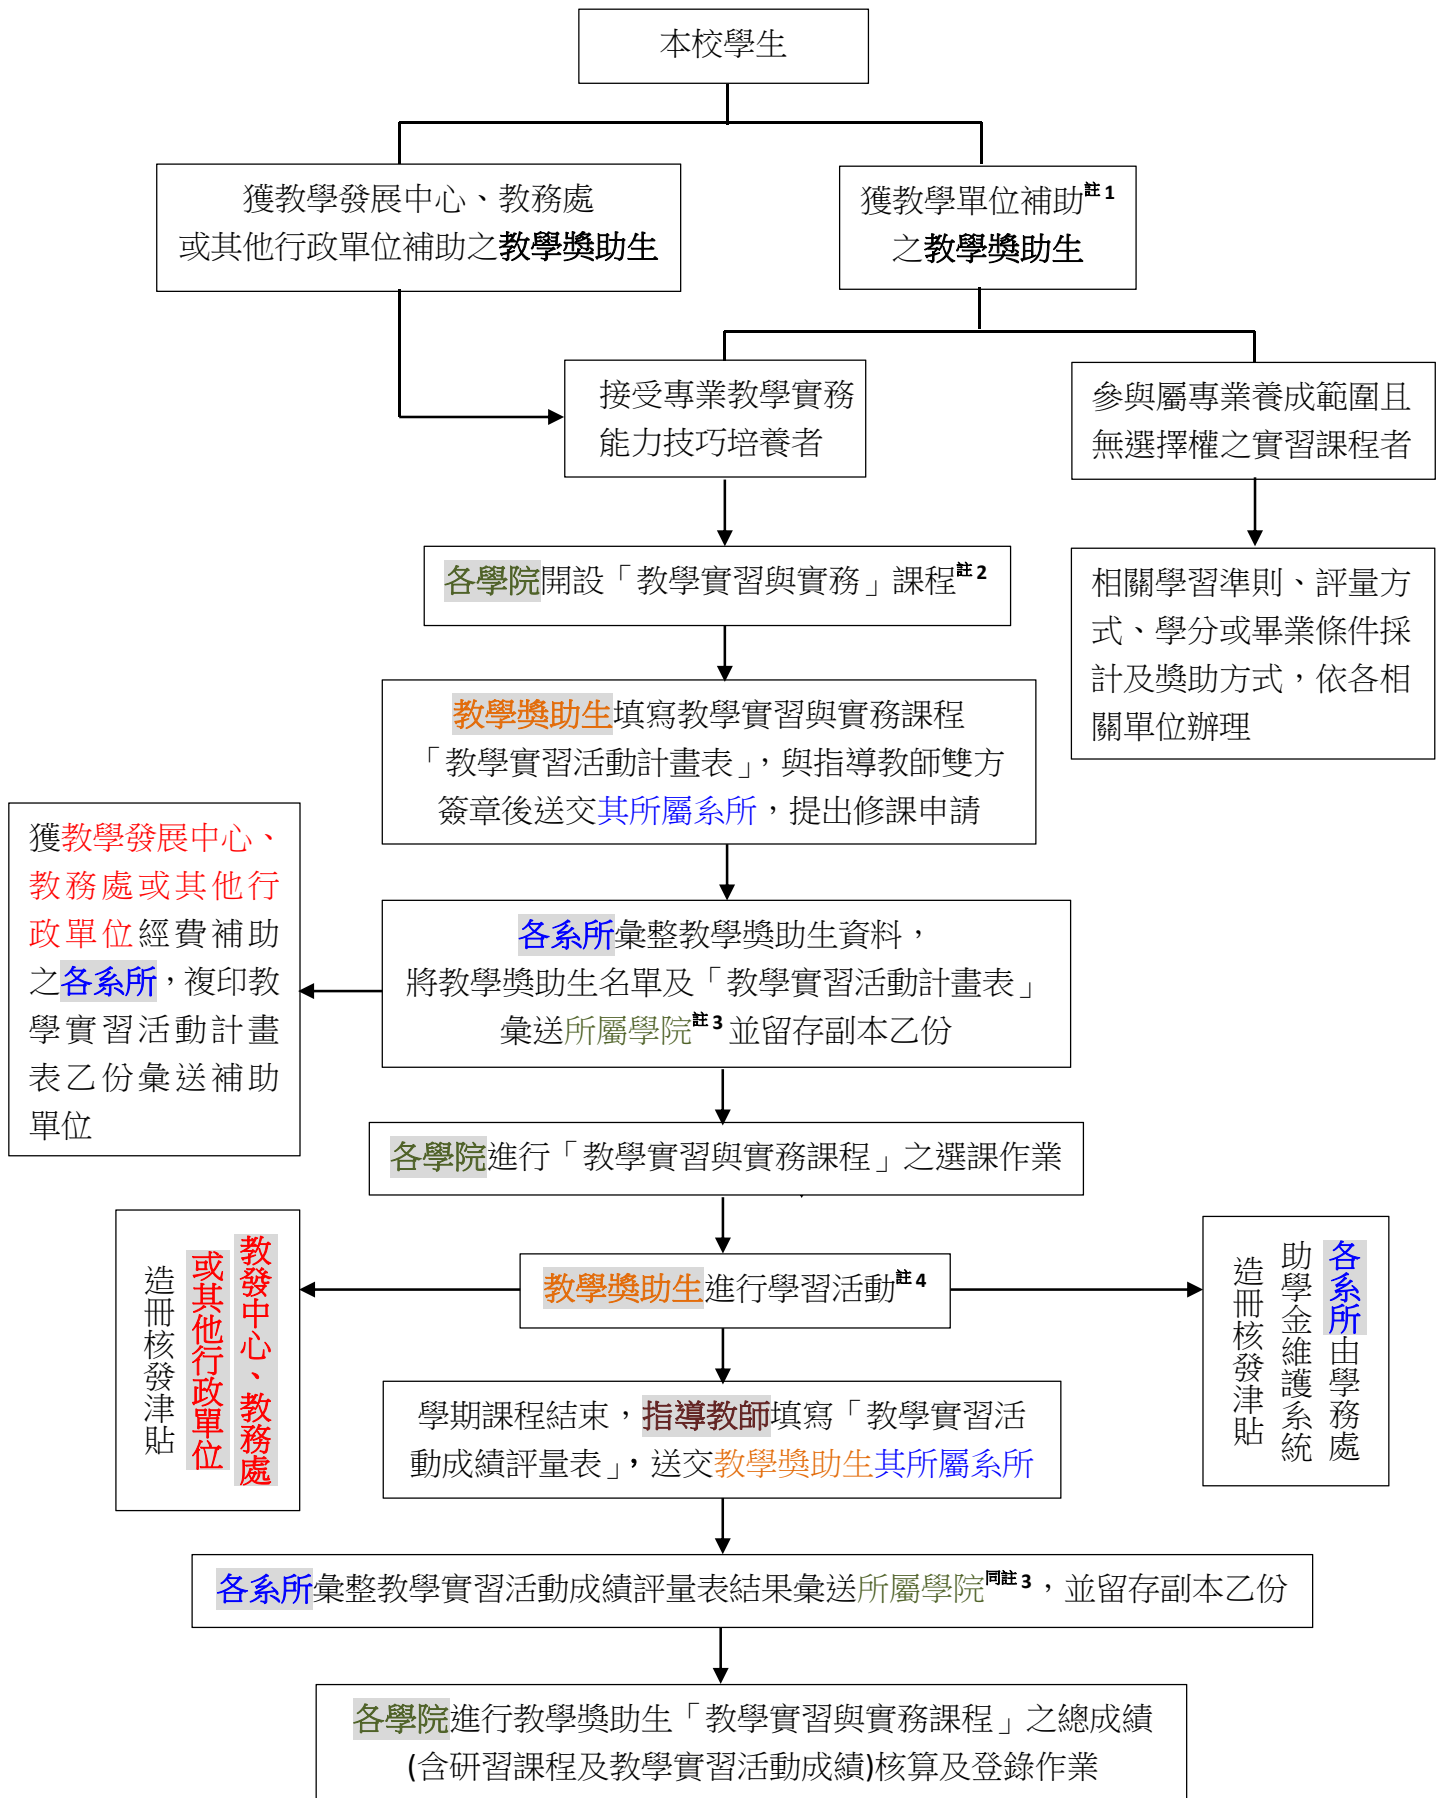 本校學生
獲教學發展中心、教務處
或其他行政單位補助之教學獎助生
獲教學單位補助註1
之教學獎助生
接受專業教學實務
能力技巧培養者
參與屬專業養成範圍且
無選擇權之實習課程者
各學院開設「教學實習與實務」課程註2
相關學習準則、評量方
式、學分或畢業條件採
計及獎助方式，依各相
關單位辦理
教學獎助生填寫教學實習與實務課程
「教學實習活動計畫表」，與指導教師雙方
簽章後送交其所屬系所，提出修課申請
獲教學發展中心、
教務處或其他行
政單位經費補助
之各系所，複印教
學實習活動計畫
表乙份彙送補助
單位
各系所彙整教學獎助生資料，
將教學獎助生名單及「教學實習活動計畫表」
彙送所屬學院註3並留存副本乙份
各學院進行「教學實習與實務課程」之選課作業
教發中心、教務處
或其他行政單位
造冊核發津貼
教學獎助生進行學習活動註4
各系所由學務處
助學金維護系統
造冊核發津貼
學期課程結束，指導教師填寫「教學實習活
動成績評量表」，送交教學獎助生其所屬系所
各系所彙整教學實習活動成績評量表結果彙送所屬學院同註3，並留存副本乙份
各學院進行教學獎助生「教學實習與實務課程」之總成績
(含研習課程及教學實習活動成績)核算及登錄作業